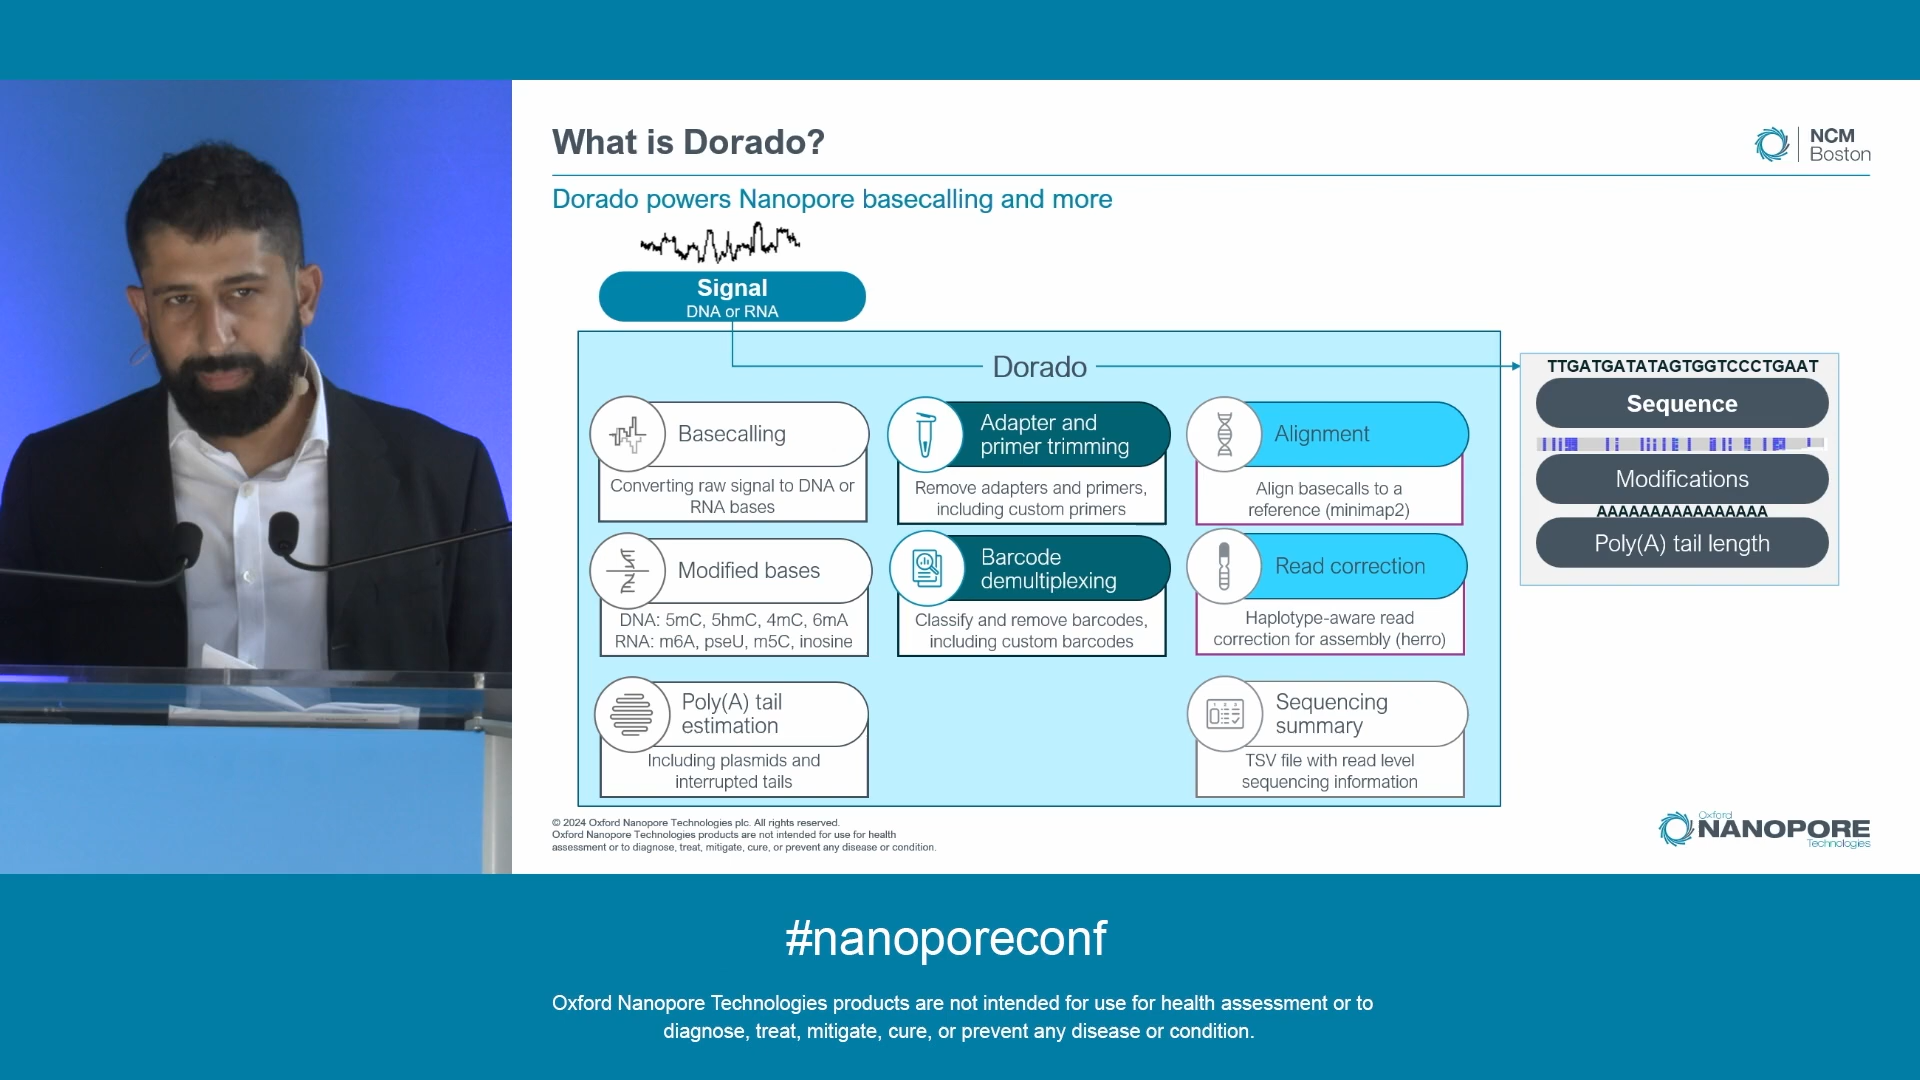 What is Dorado?
NCM
Boston
Dorado powers Nanopore basecalling and more
Signal
DNA or RNA
Dorado
Basecalling
Converting raw signal to DNA or
RNA bases
Adapter and
primer trimming
Remove adapters and primers,
including custom primers
Alignment
Align basecalls to a
reference (minimap2)
Modified bases
DNA: 5mC, 5hmC, 4mC, 6mA
RNA: m6A, pseU, m5C, inosine
Barcode
demultiplexing
Classify and remove barcodes,
including custom barcodes
Read correction
Haplotype-aware read
correction for assembly (herro)
Poly(A) tail
estimation
Including plasmids and
interrupted tails
Sequencing
summary
TSV file with read level
sequencing information
TTGATGATATAGTGGTCCCTGAAT
Sequence
Modifications
AAAAAAAAAAAAAAAA
Poly(A) tail length
© 2024 Oxford Nanopore Technologies plc. All rights reserved.
Oxford Nanopore Technologies products are not intended for use for health
assessment or to diagnose, treat, mitigate, cure, or prevent any disease or condition.
Oxford
NANOPORE
Technologies
#nanoporeconf
Oxford Nanopore Technologies products are not intended for use for health assessment or to
diagnose, treat, mitigate, cure, or prevent any disease or condition.